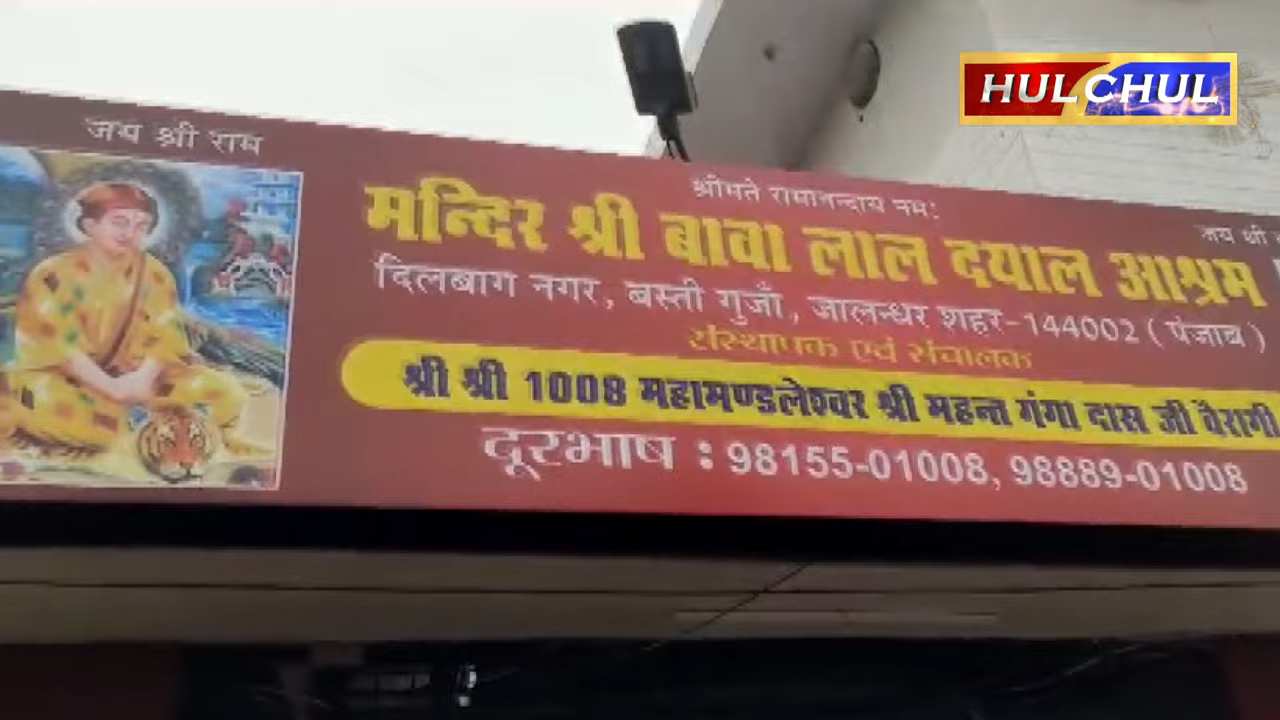 HULCHUL
जय श्री राम
श्रीमते रामानन्दाय नमः
जय श्री
मन्दिर श्री बावा लाल दयाल आश्रम
दिलबाग नगर, बस्ती गुजाँ, जालन्धर शहर-144002 ( पंजाब )
संस्थापक एवं संचालक
श्री श्री 1008 महामण्डलेश्वर श्री महन्त गंगा दास जी वैरागी
दूरभाष : 98155-01008, 98889-01008